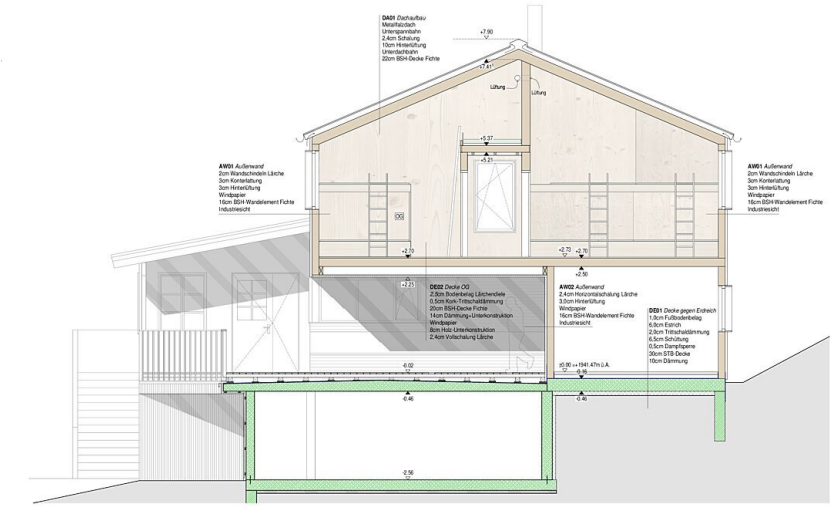 DA01 Dachaufbau
Metallfalzdach
Unterspannbahn
2,4cm Schalung
10cm Hinterlüftung
Unterdachbahn
22cm BSH-Decke Fichte
+7.90
+7.41⁵
Lüftung
Lüftung
+5.37
+5.21
AW01 Außenwand
2cm Wandschindeln Lärche
3cm Konterlattung
3cm Hinterlüftung
Windpapier
16cm BSH-Wandelement Fichte
Industriesicht
AW01 Außenwand
2cm Wandschindeln Lärche
3cm Konterlattung
3cm Hinterlüftung
Windpapier
16cm BSH-Wandelement Fichte
Industriesicht
OG
+2.70
+2.73
+2.70
+2.50
+2.25
DE02 Decke OG
2,5cm Bodenbelag Lärchendiele
0,5cm Kork-Trittschalldämmung
20cm BSH-Decke Fichte
14cm Dämmung+Unterkonstruktion
Windpapier
8cm Holz-Unterkonstruktion
2,4cm Vollschalung Lärche
AW02 Außenwand
2,4cm Horizontalschalung Lärche
3,0cm Hinterlüftung
Windpapier
16cm BSH-Wandelement Fichte
Industriesicht
DE01 Decke gegen Erdreich
1,0cm Fußbodenbelag
6,0cm Estrich
2,0cm Trittschalldämmung
6,5cm Schüttung
0,5cm Dampfsperre
30cm STB-Decke
10cm Dämmung
-0.02
±0.00 =+1941.47m ü.A.
-0.16
-0.46
-0.46
-2.56